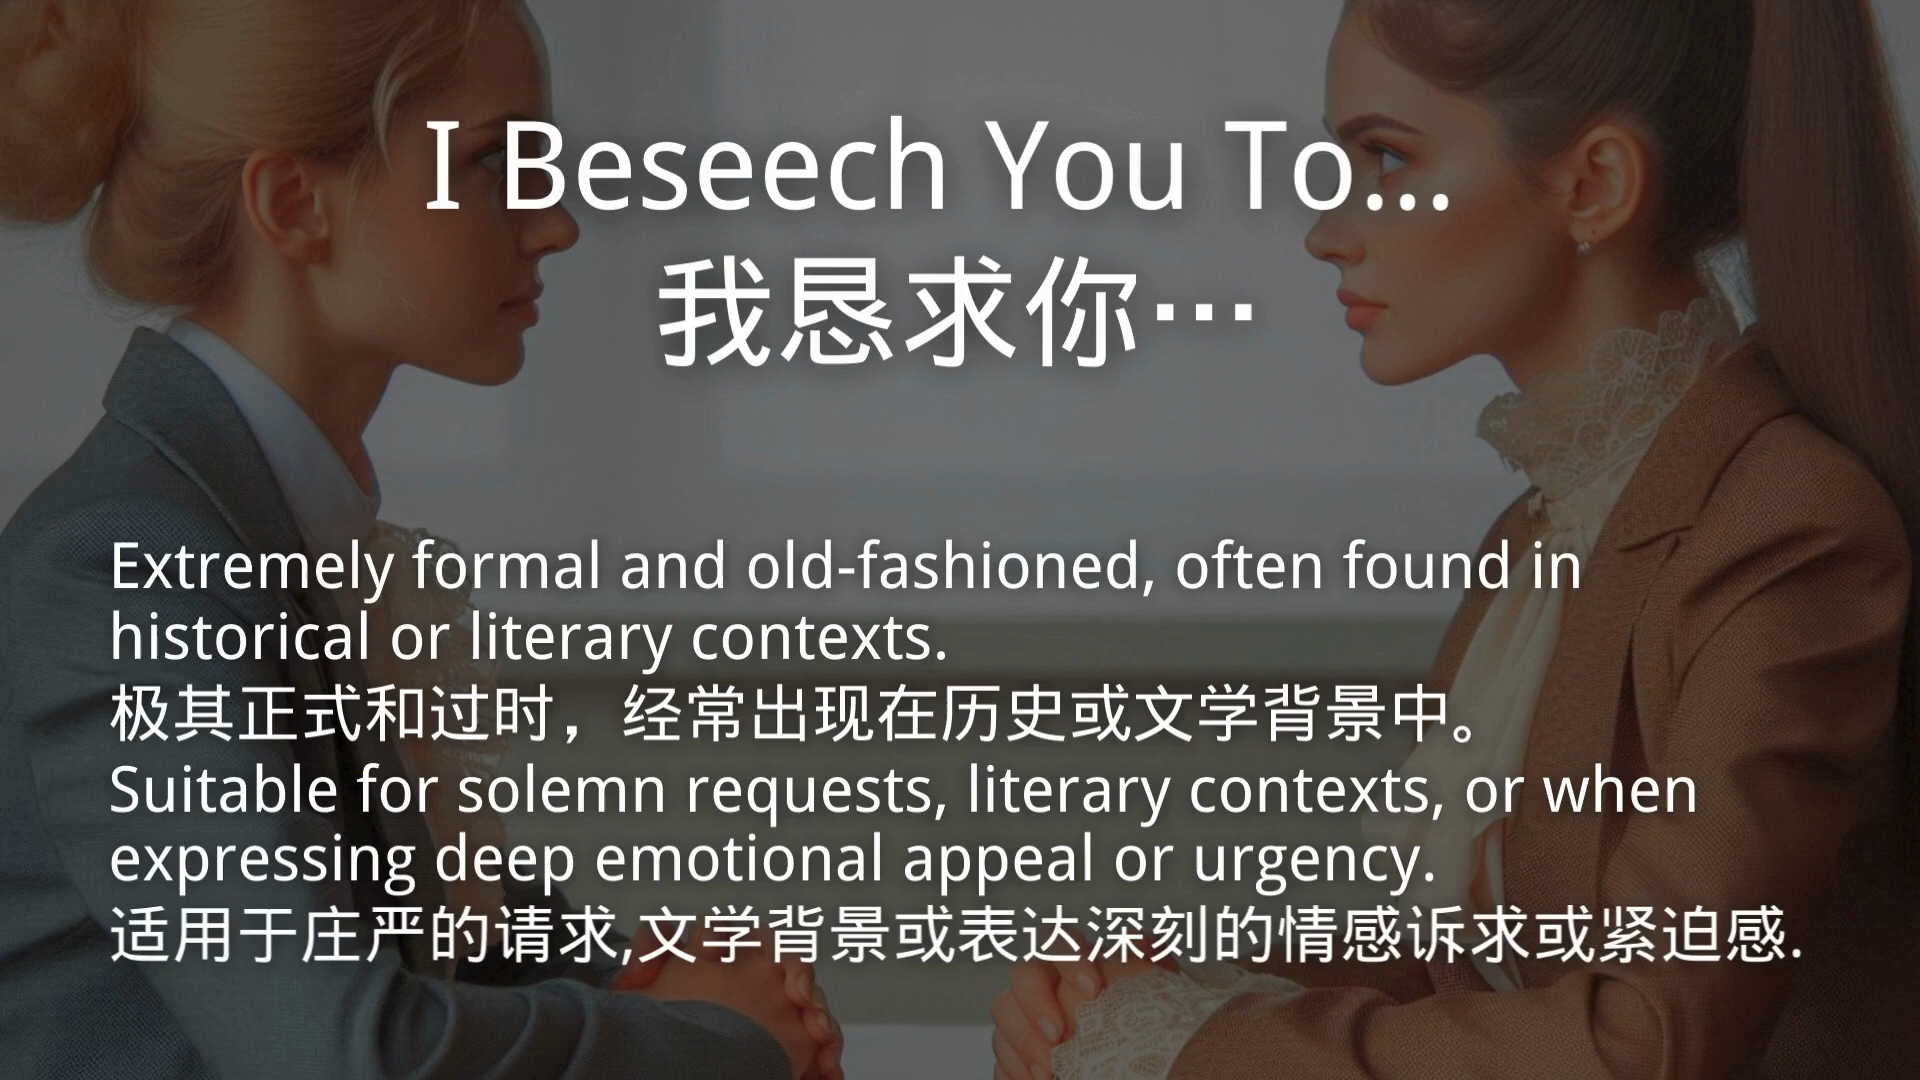 I Beseech You To...
我恳求你…
Extremely formal and old-fashioned, often found in
historical or literary contexts.
极其正式和过时，经常出现在历史或文学背景中。
Suitable for solemn requests, literary contexts, or when
expressing deep emotional appeal or urgency.
适用于庄严的请求,文学背景或表达深刻的情感诉求或紧迫感.